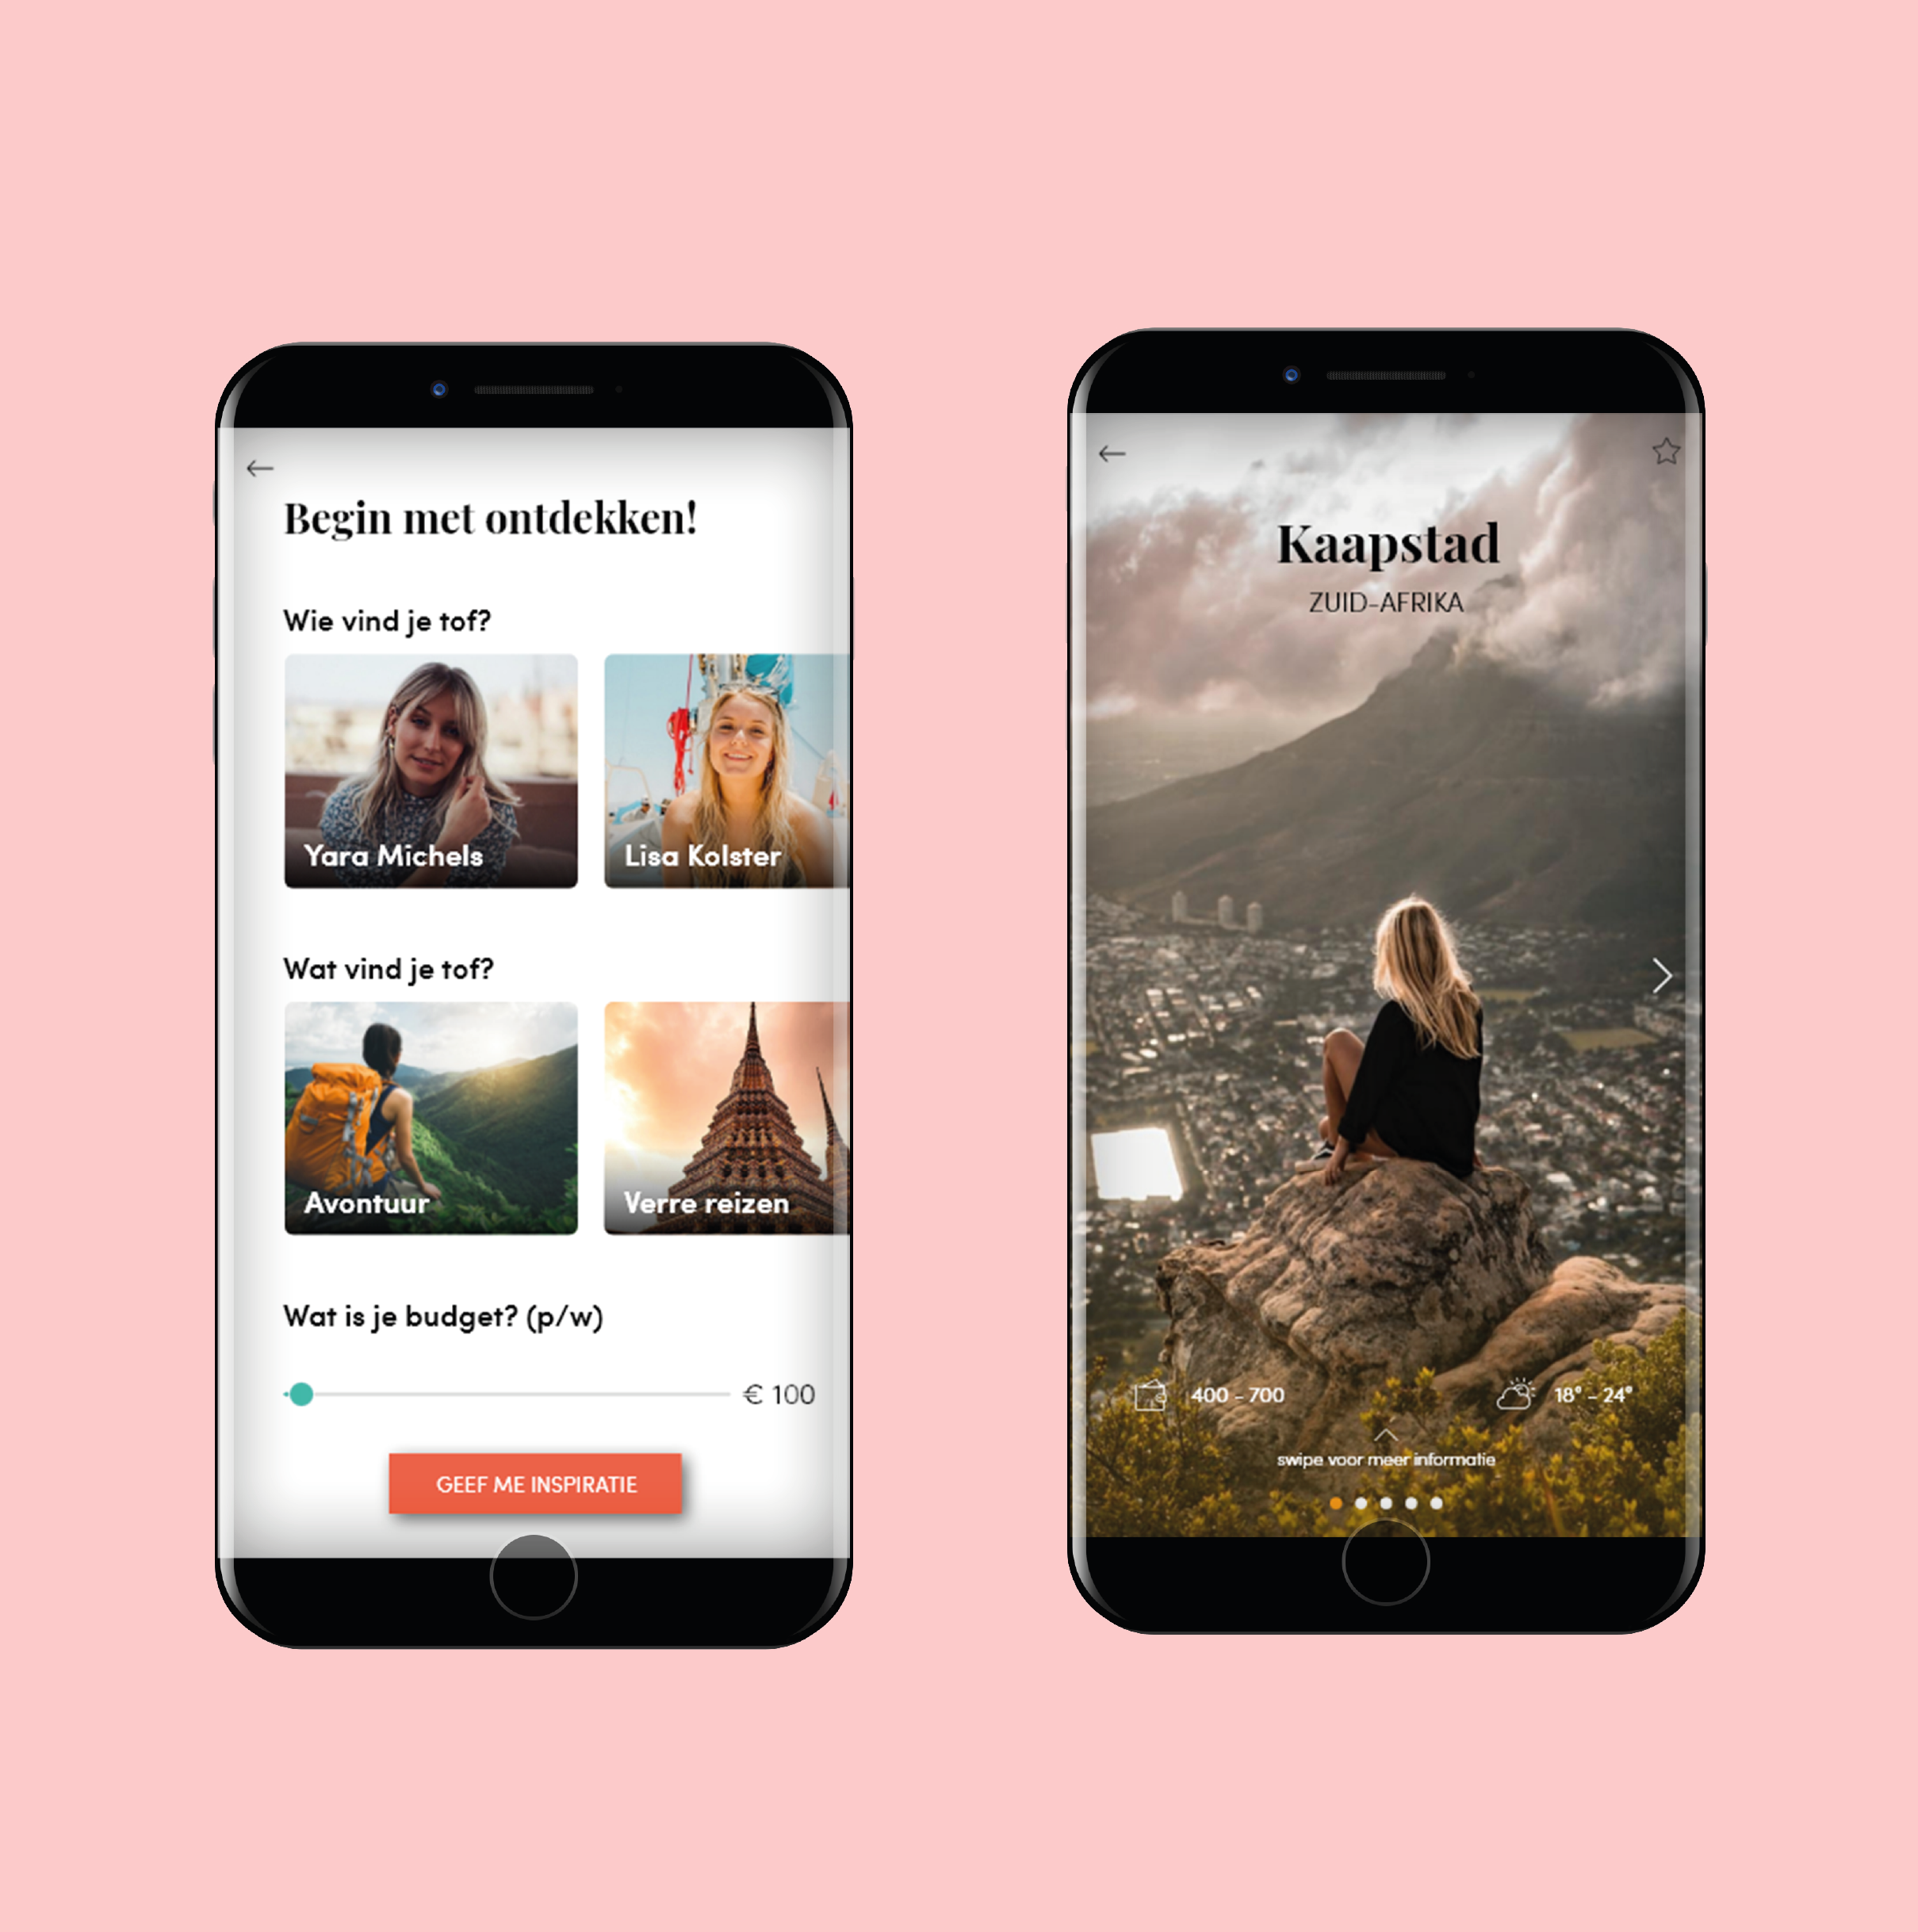 Begin met ontdekken!
Wie vind je tof?
Yara Michels
Lisa Kolster
Wat vind je tof?
Avontuur
Verre reizen
Wat is je budget? (p/w)
€ 100
GEEF ME INSPIRATIE
Kaapstad
ZUID-AFRIKA
400 - 700
18° - 24°
swipe voor meer informatie